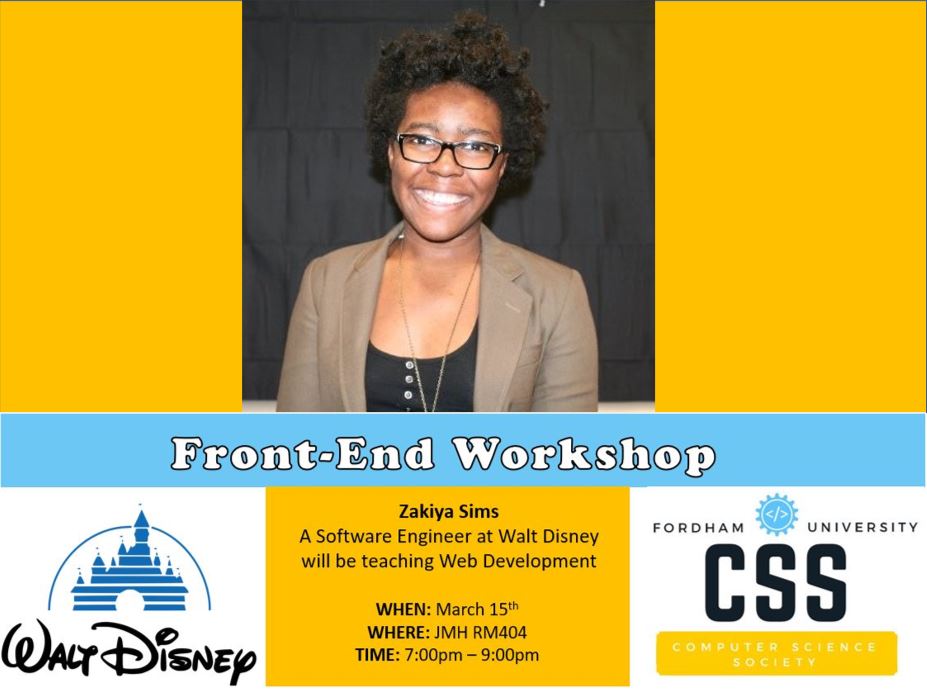 Front-End Workshop
WALT DISNEY
Zakiya Sims
A Software Engineer at Walt Disney
will be teaching Web Development
WHEN: March 15th
WHERE: JMH RM404
TIME: 7:00pm – 9:00pm
FORDHAM </> UNIVERSITY
CSS
COMPUTER SCIENCE
SOCIETY